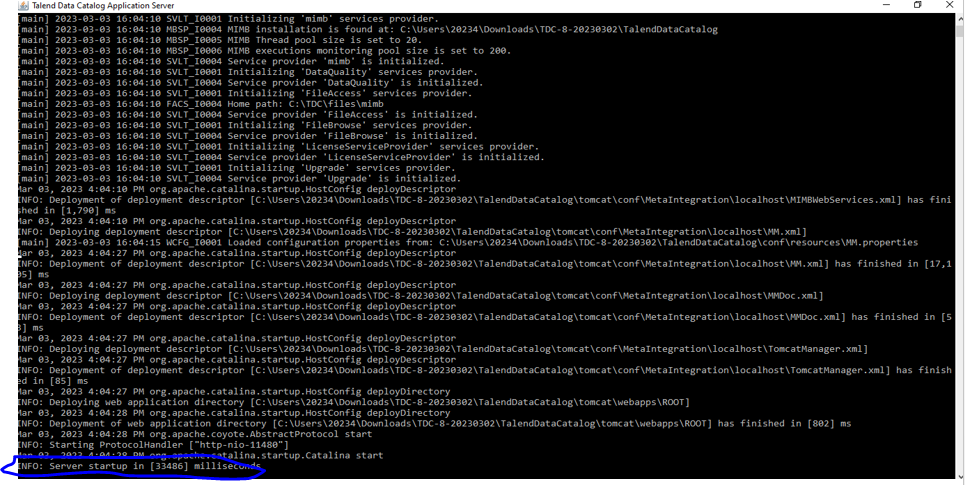 Talend Data Catalog Application Server
[main] 2023-03-03 16:04:10 SVLT_I0001 Initializing 'mimb' services provider.
[main] 2023-03-03 16:04:10 MBSP_I0004 MIMB installation is found at: C:\Users\20234\Downloads\TDC-8-20230302\TalendDataCatalog
[main] 2023-03-03 16:04:10 MBSP_I0005 MIMB Thread pool size is set to 20.
[main] 2023-03-03 16:04:10 MBSP_I0006 MIMB executions monitoring pool size is set to 200.
[main] 2023-03-03 16:04:10 SVLT_I0004 Service provider 'mimb' is initialized.
[main] 2023-03-03 16:04:10 SVLT_I0001 Initializing 'DataQuality' services provider.
[main] 2023-03-03 16:04:10 SVLT_I0004 Service provider 'DataQuality' is initialized.
[main] 2023-03-03 16:04:10 SVLT_I0001 Initializing 'FileAccess' services provider.
[main] 2023-03-03 16:04:10 FACS_I0004 Home path: C:\TDC\files\mimb
[main] 2023-03-03 16:04:10 SVLT_I0004 Service provider 'FileAccess' is initialized.
[main] 2023-03-03 16:04:10 SVLT_I0001 Initializing 'FileBrowse' services provider.
[main] 2023-03-03 16:04:10 SVLT_I0004 Service provider 'FileBrowse' is initialized.
[main] 2023-03-03 16:04:10 SVLT_I0001 Initializing 'LicenseServiceProvider' services provider.
[main] 2023-03-03 16:04:10 SVLT_I0004 Service provider 'LicenseServiceProvider' is initialized.
[main] 2023-03-03 16:04:10 SVLT_I0001 Initializing 'Upgrade' services provider.
[main] 2023-03-03 16:04:10 SVLT_I0004 Service provider 'Upgrade' is initialized.
Mar 03, 2023 4:04:10 PM org.apache.catalina.startup.HostConfig deployDescriptor
INFO: Deployment of deployment descriptor [C:\Users\20234\Downloads\TDC-8-20230302\TalendDataCatalog\tomcat\conf\MetaIntegration\localhost\MIMBWebServices.xml] has fini
shed in [1,790] ms
Mar 03, 2023 4:04:10 PM org.apache.catalina.startup.HostConfig deployDescriptor
INFO: Deploying deployment descriptor [C:\Users\20234\Downloads\TDC-8-20230302\TalendDataCatalog\tomcat\conf\MetaIntegration\localhost\MM.xml]
[main] 2023-03-03 16:04:15 WCFG_I0001 Loaded configuration properties from: C:\Users\20234\Downloads\TDC-8-20230302\TalendDataCatalog\conf\resources\MM.properties
Mar 03, 2023 4:04:27 PM org.apache.catalina.startup.HostConfig deployDescriptor
INFO: Deployment of deployment descriptor [C:\Users\20234\Downloads\TDC-8-20230302\TalendDataCatalog\tomcat\conf\MetaIntegration\localhost\MM.xml] has finished in [17,1
05] ms
Mar 03, 2023 4:04:27 PM org.apache.catalina.startup.HostConfig deployDescriptor
INFO: Deploying deployment descriptor [C:\Users\20234\Downloads\TDC-8-20230302\TalendDataCatalog\tomcat\conf\MetaIntegration\localhost\MMDoc.xml]
Mar 03, 2023 4:04:27 PM org.apache.catalina.startup.HostConfig deployDescriptor
INFO: Deployment of deployment descriptor [C:\Users\20234\Downloads\TDC-8-20230302\TalendDataCatalog\tomcat\conf\MetaIntegration\localhost\MMDoc.xml] has finished in [5
3] ms
Mar 03, 2023 4:04:27 PM org.apache.catalina.startup.HostConfig deployDescriptor
INFO: Deploying deployment descriptor [C:\Users\20234\Downloads\TDC-8-20230302\TalendDataCatalog\tomcat\conf\MetaIntegration\localhost\TomcatManager.xml]
Mar 03, 2023 4:04:27 PM org.apache.catalina.startup.HostConfig deployDescriptor
INFO: Deployment of deployment descriptor [C:\Users\20234\Downloads\TDC-8-20230302\TalendDataCatalog\tomcat\conf\MetaIntegration\localhost\TomcatManager.xml] has finish
ed in [85] ms
Mar 03, 2023 4:04:27 PM org.apache.catalina.startup.HostConfig deployDirectory
INFO: Deploying web application directory [C:\Users\20234\Downloads\TDC-8-20230302\TalendDataCatalog\tomcat\webapps\ROOT]
Mar 03, 2023 4:04:28 PM org.apache.catalina.startup.HostConfig deployDirectory
INFO: Deployment of web application directory [C:\Users\20234\Downloads\TDC-8-20230302\TalendDataCatalog\tomcat\webapps\ROOT] has finished in [802] ms
Mar 03, 2023 4:04:28 PM org.apache.coyote.AbstractProtocol start
INFO: Starting ProtocolHandler ["http-nio-11480"]
Mar 03, 2023 4:04:28 PM org.apache.catalina.startup.Catalina start
INFO: Server startup in [33486] milliseconds